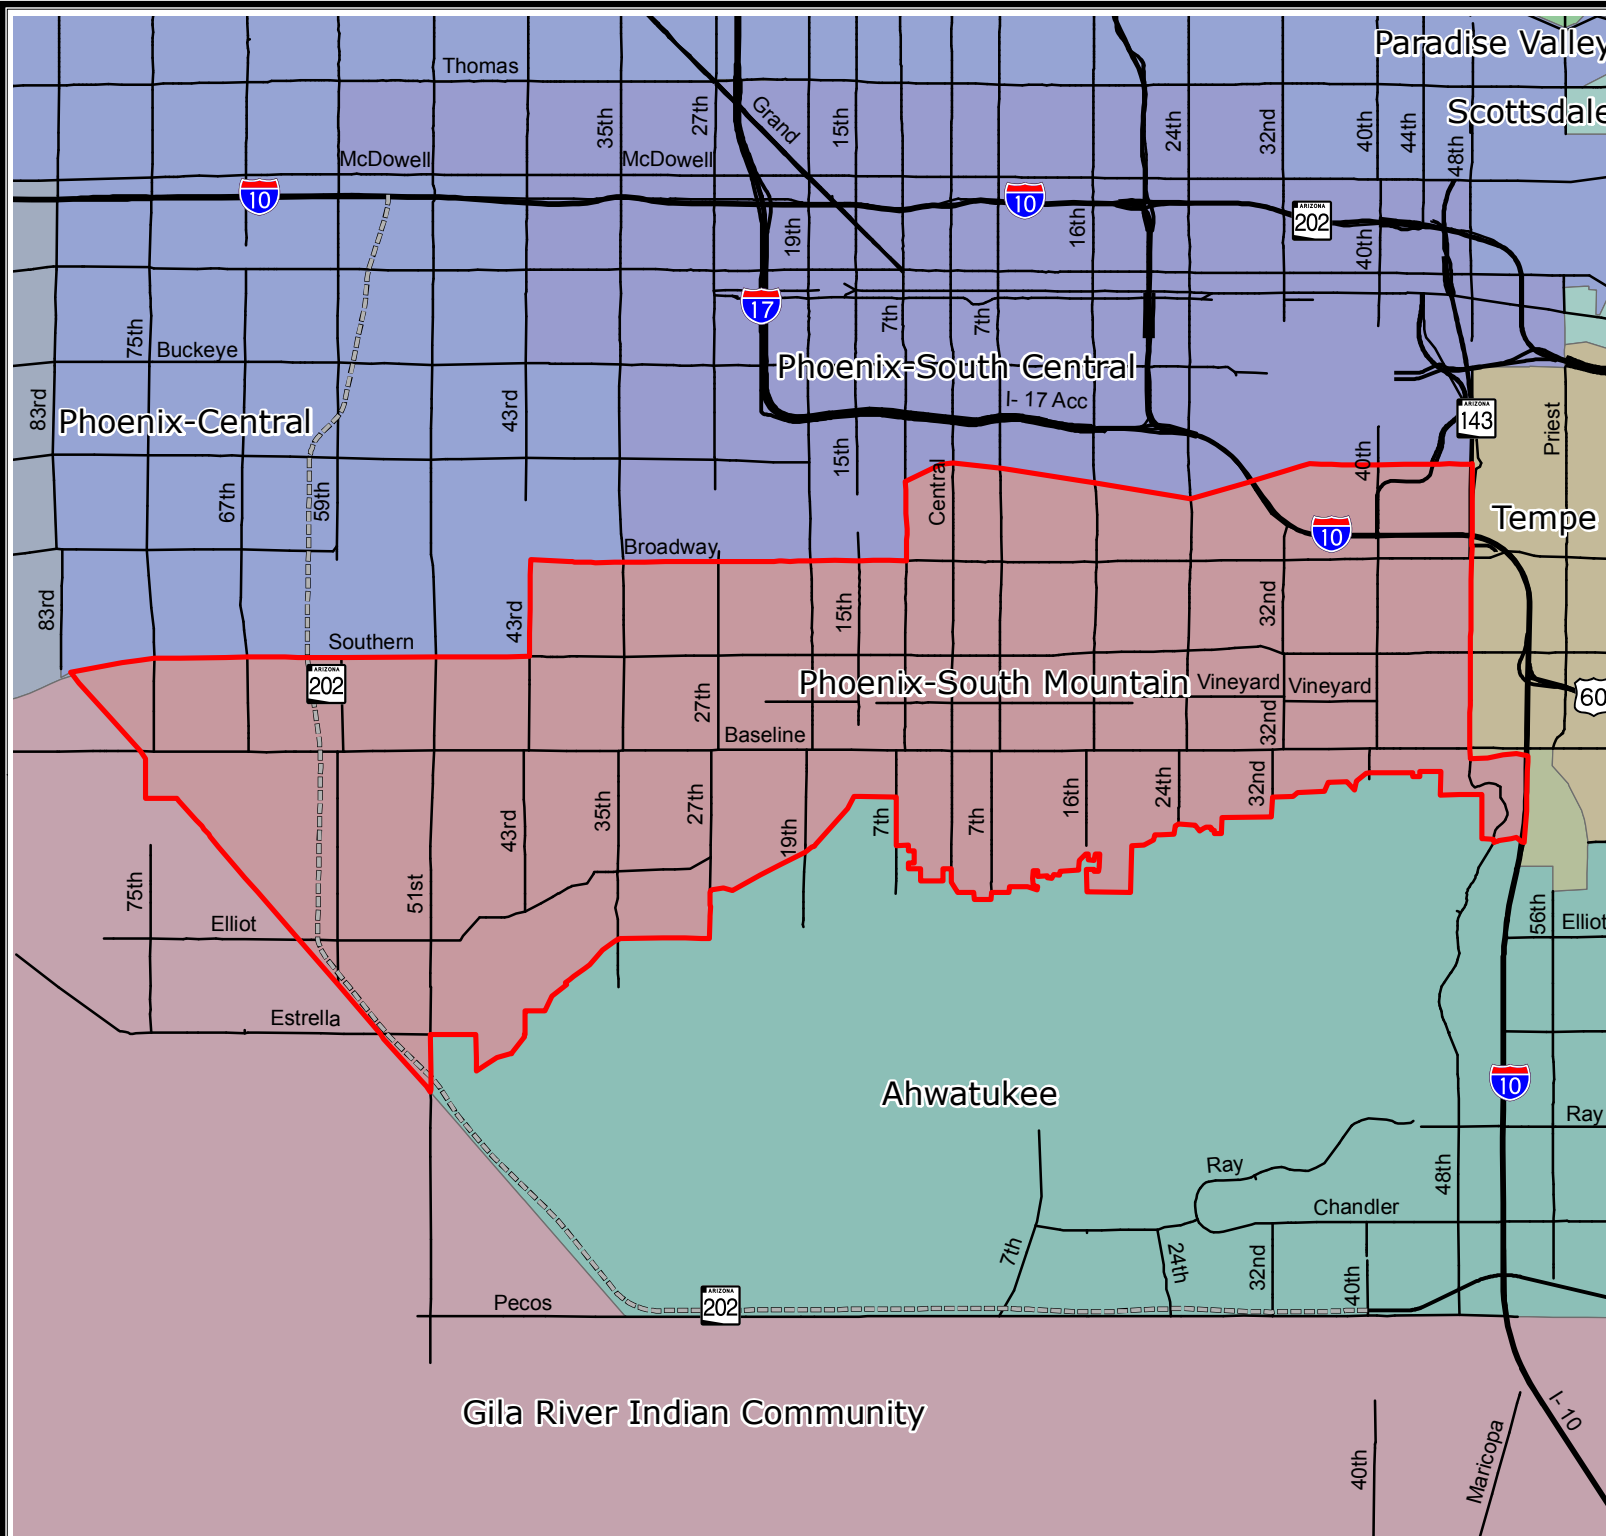 Paradise Valley
Thomas
Scottsdale
35th
27th
Grand
15th
24th
32nd
40th
44th
48th
McDowell
McDowell
10
10
ARIZONA
202
19th
16th
40th
17
75th
Buckeye
7th
7th
Phoenix-South Central
83rd
Phoenix-Central
43rd
I- 17 Acc
ARIZONA
143
Priest
15th
40th
67th
59th
Central
Tempe
10
Broadway
83rd
43rd
15th
32nd
Southern
ARIZONA
202
Phoenix-South Mountain
Vineyard
Vineyard
60
27th
32nd
Baseline
43rd
35th
27th
19th
7th
7th
16th
24th
32nd
75th
51st
Elliot
56th
Elliot
Estrella
10
Ahwatukee
Ray
Ray
48th
Chandler
7th
24th
32nd
40th
Pecos
ARIZONA
202
Gila River Indian Community
I- 10
40th
Maricopa